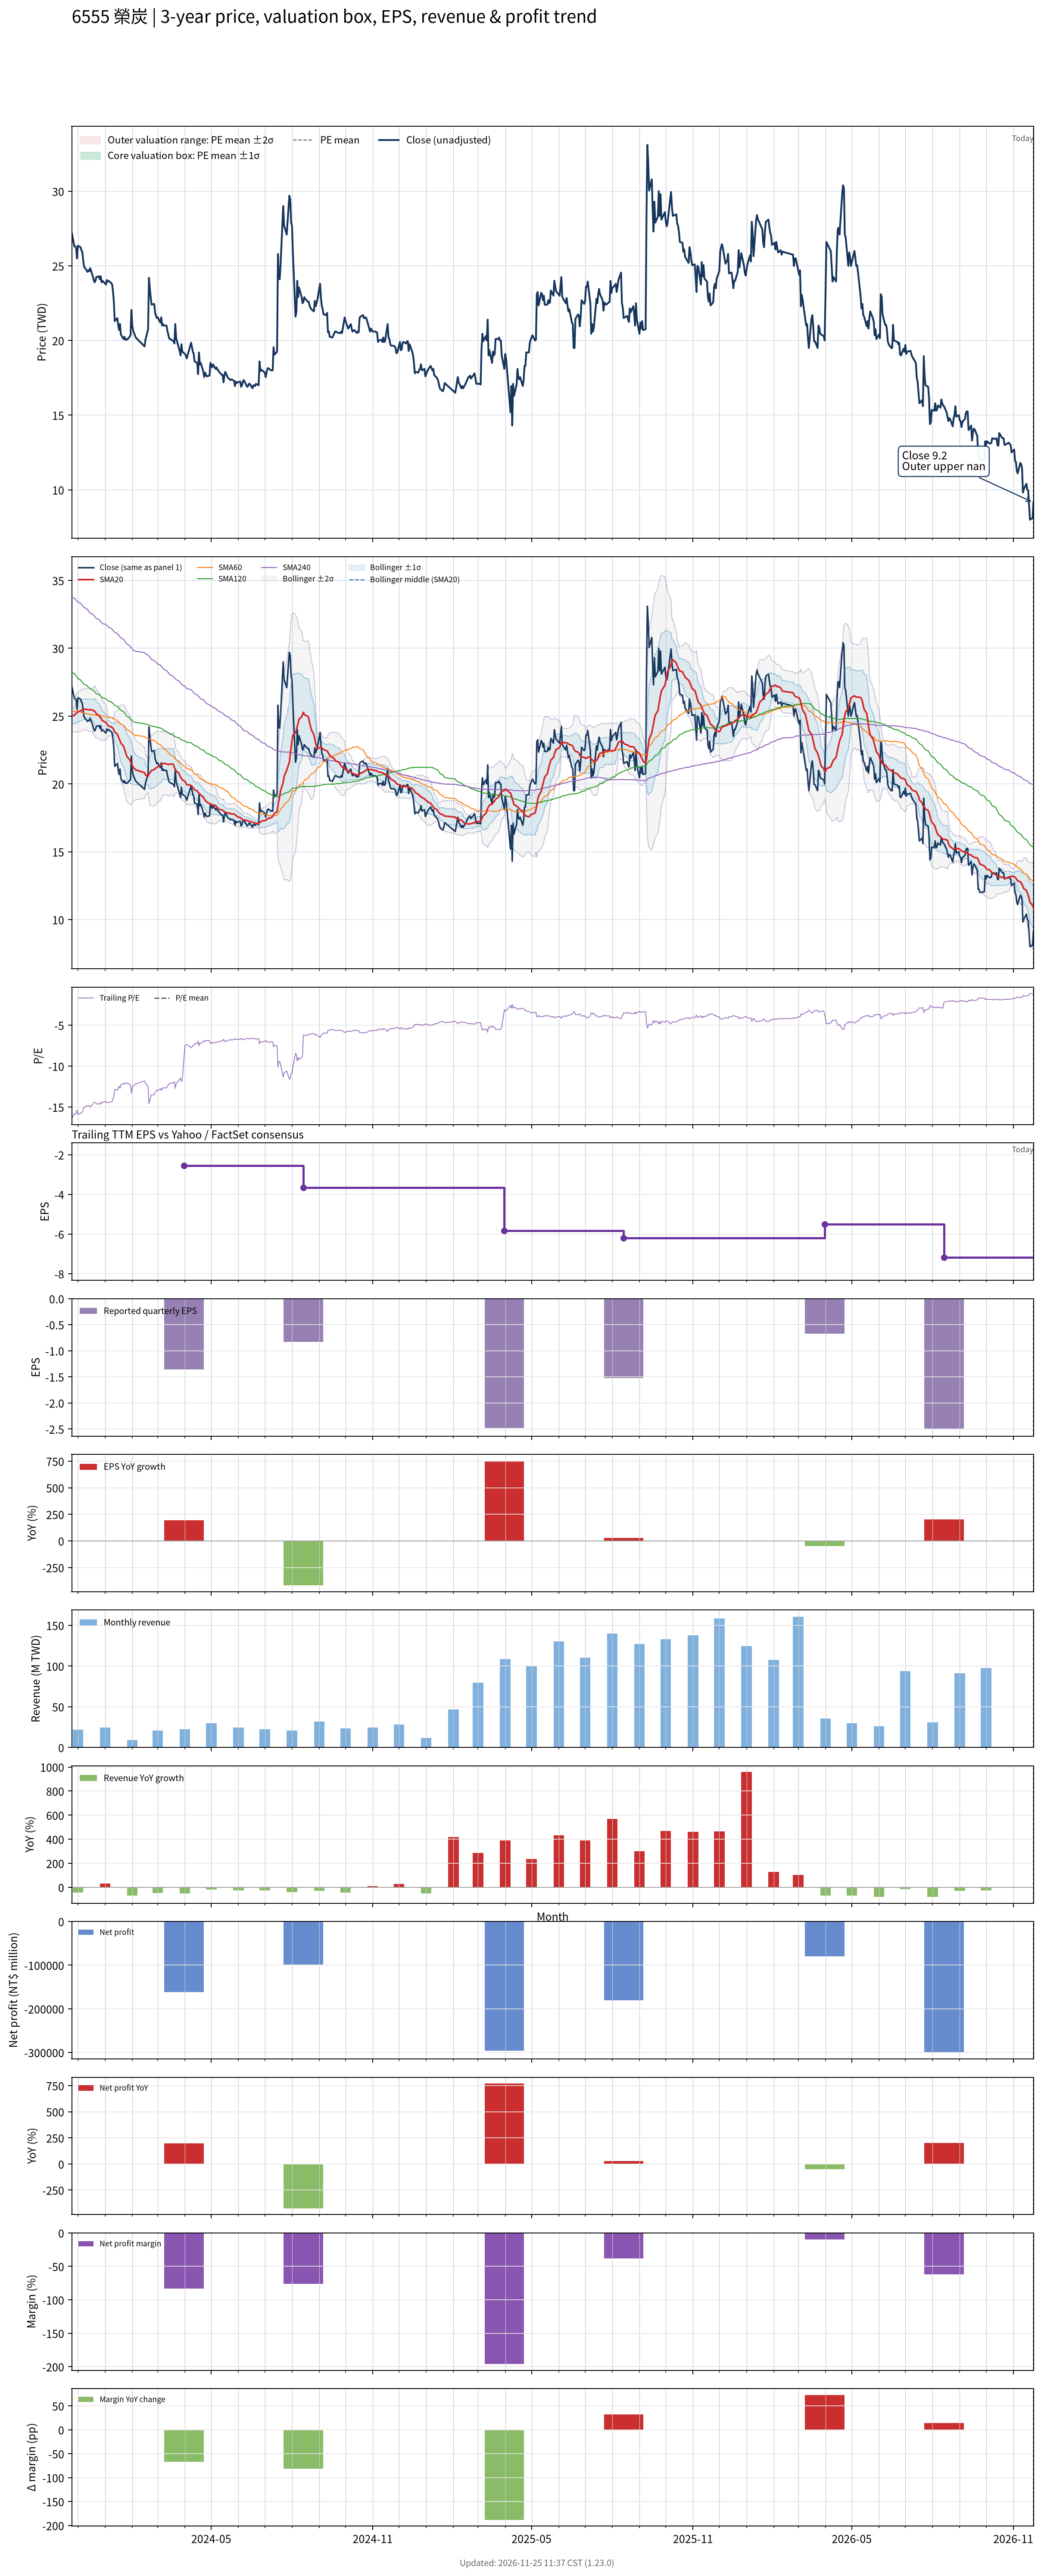 6555 榮炭 | 3-year price, valuation box, EPS, revenue & profit trend
Outer valuation range: PE mean ±2σ
Core valuation box: PE mean ±1σ
PE mean
Close (unadjusted)
Today
Price (TWD)
30
25
20
15
10
Close 9.2
Outer upper nan
Close (same as panel 1)
SMA20
SMA60
SMA120
SMA240
Bollinger ±2σ
Bollinger ±1σ
Bollinger middle (SMA20)
Price
35
30
25
20
15
10
Trailing P/E
P/E mean
P/E
-5
-10
-15
Trailing TTM EPS vs Yahoo / FactSet consensus
Today
EPS
-2
-4
-6
-8
Reported quarterly EPS
EPS
0.0
-0.5
-1.0
-1.5
-2.0
-2.5
EPS YoY growth
YoY (%)
750
500
250
0
-250
Monthly revenue
Revenue (M TWD)
150
100
50
0
Revenue YoY growth
YoY (%)
1000
800
600
400
200
0
Month
Net profit
Net profit (NT$ million)
0
-100000
-200000
-300000
Net profit YoY
YoY (%)
750
500
250
0
-250
Net profit margin
Margin (%)
0
-50
-100
-150
-200
Margin YoY change
Δ margin (pp)
50
0
-50
-100
-150
-200
2024-05
2024-11
2025-05
2025-11
2026-05
2026-11
Updated: 2026-11-25 11:37 CST (1.23.0)